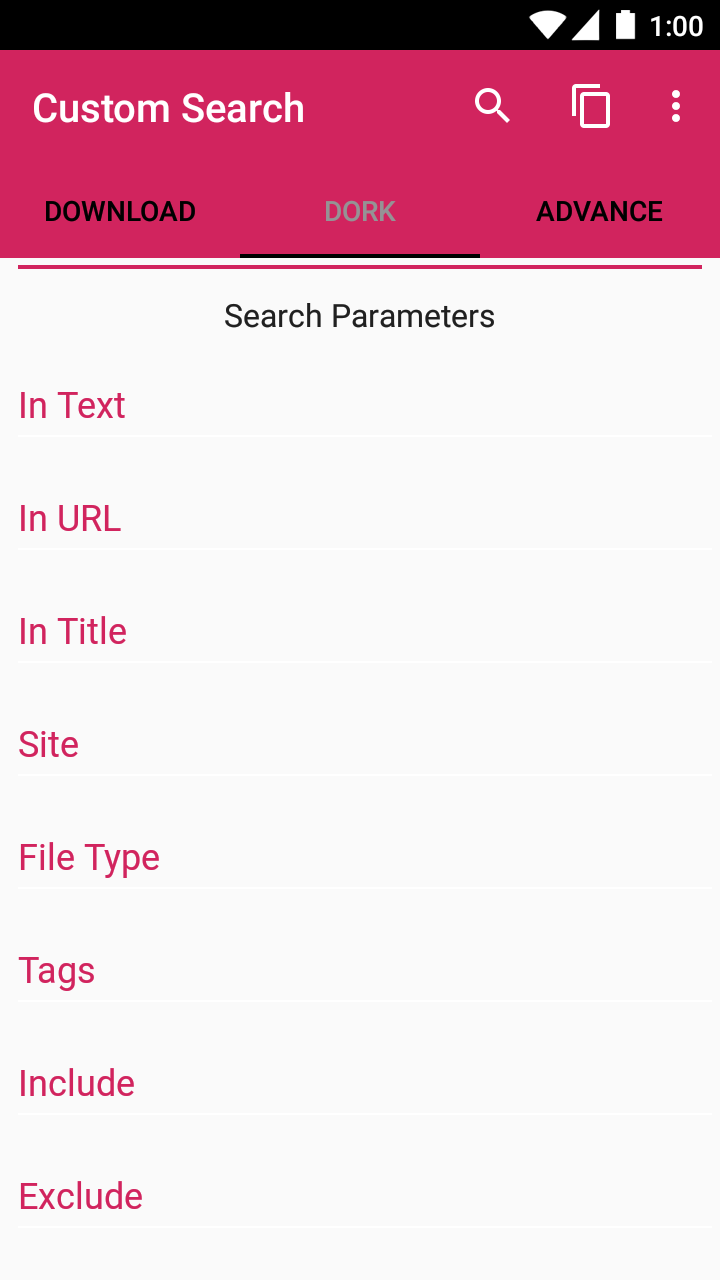 1:00
Custom Search
DOWNLOAD
DORK
ADVANCE
Search Parameters
In Text
In URL
In Title
Site
File Type
Tags
Include
Exclude